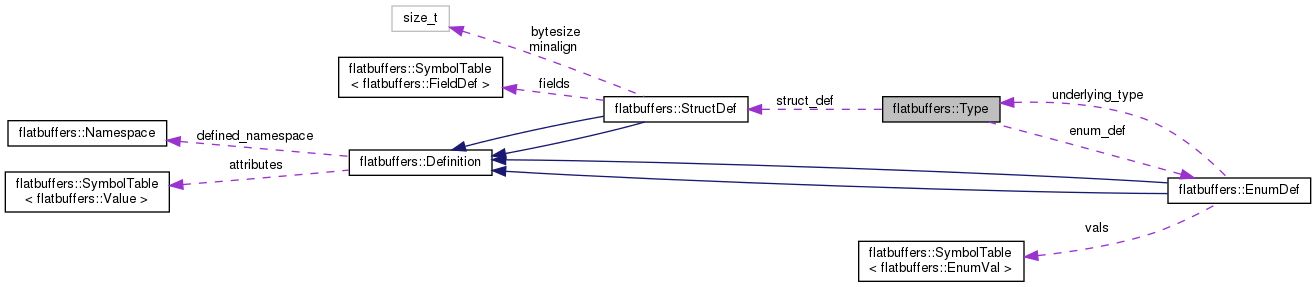 size_t
bytesize
minalign
flatbuffers::SymbolTable
< flatbuffers::FieldDef >
fields
flatbuffers::StructDef
struct_def
flatbuffers::Type
underlying_type
enum_def
flatbuffers::Namespace
defined_namespace
flatbuffers::Definition
attributes
flatbuffers::SymbolTable
< flatbuffers::Value >
flatbuffers::EnumDef
vals
flatbuffers::SymbolTable
< flatbuffers::EnumVal >